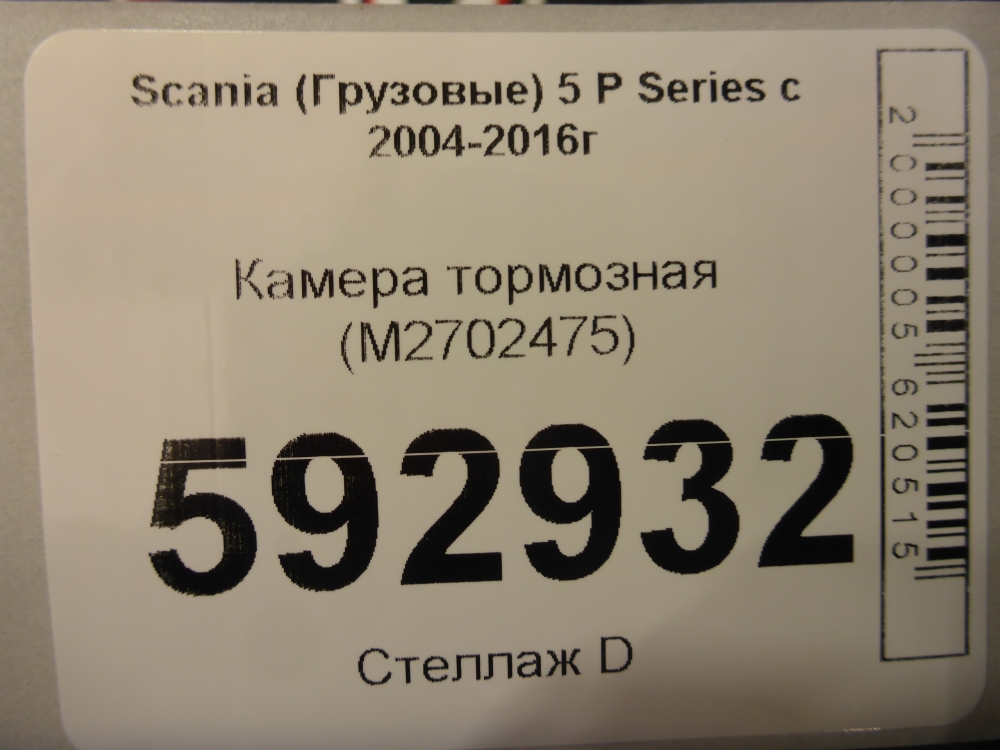 Scania (Грузовые) 5 P Series с
2004-2016г
Камера тормозная
(M2702475)
592932
Стеллаж D
2000005620515